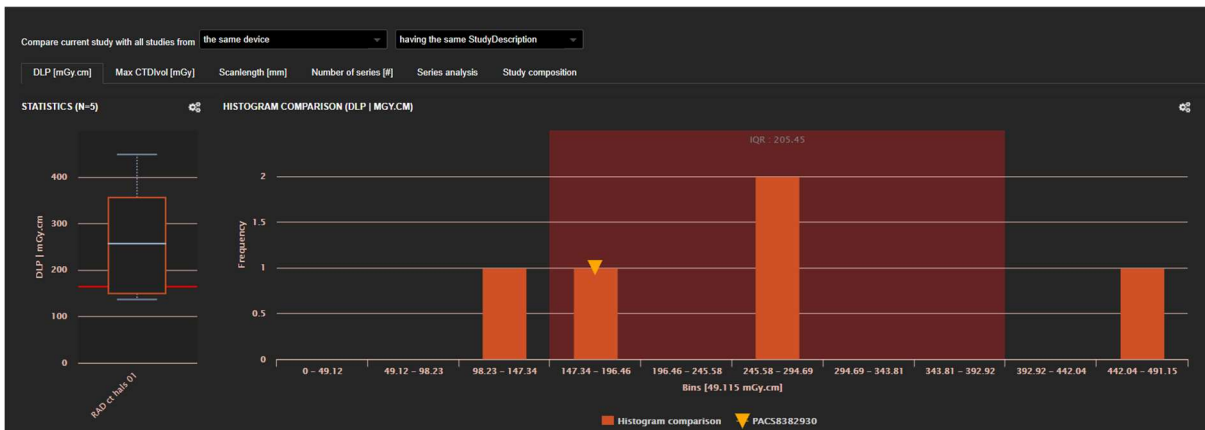 Compare current study with all studies from the same device having the same StudyDescription
DLP [mGy.cm] Max CTDIvol [mGy] Scanlength [mm] Number of series [#] Series analysis Study composition
STATISTICS (N=5)
HISTOGRAM COMPARISON (DLP | MGY.CM)
DLP | mGy.cm
400
300
200
100
0
RAD ct hals 01
IQR : 205.45
Frequency
2
1.5
1
0.5
0
0 – 49.12 49.12 – 98.23 98.23 – 147.34 147.34 – 196.46 196.46 – 245.58 245.58 – 294.69 294.69 – 343.81 343.81 – 392.92 392.92 – 442.04 442.04 – 491.15
Bins [49.115 mGy.cm]
Histogram comparison PACS8382930